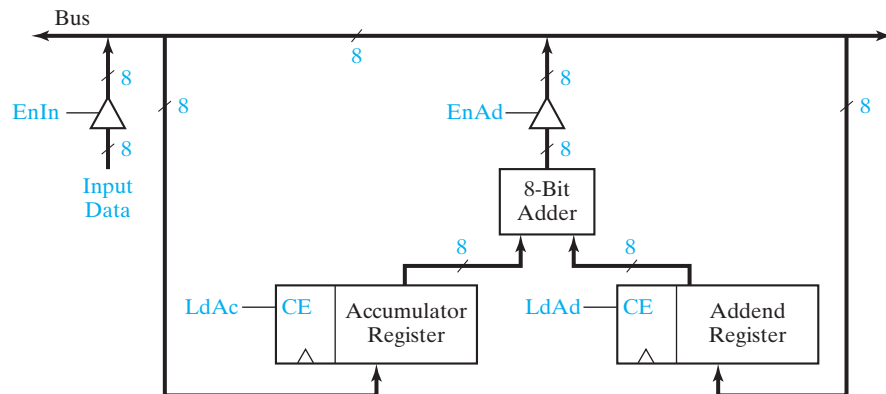 Bus
8
8
8
8
8
EnIn
EnAd
8
8
Input
Data
8-Bit
Adder
8
8
LdAc
CE
Accumulator
Register
LdAd
CE
Addend
Register